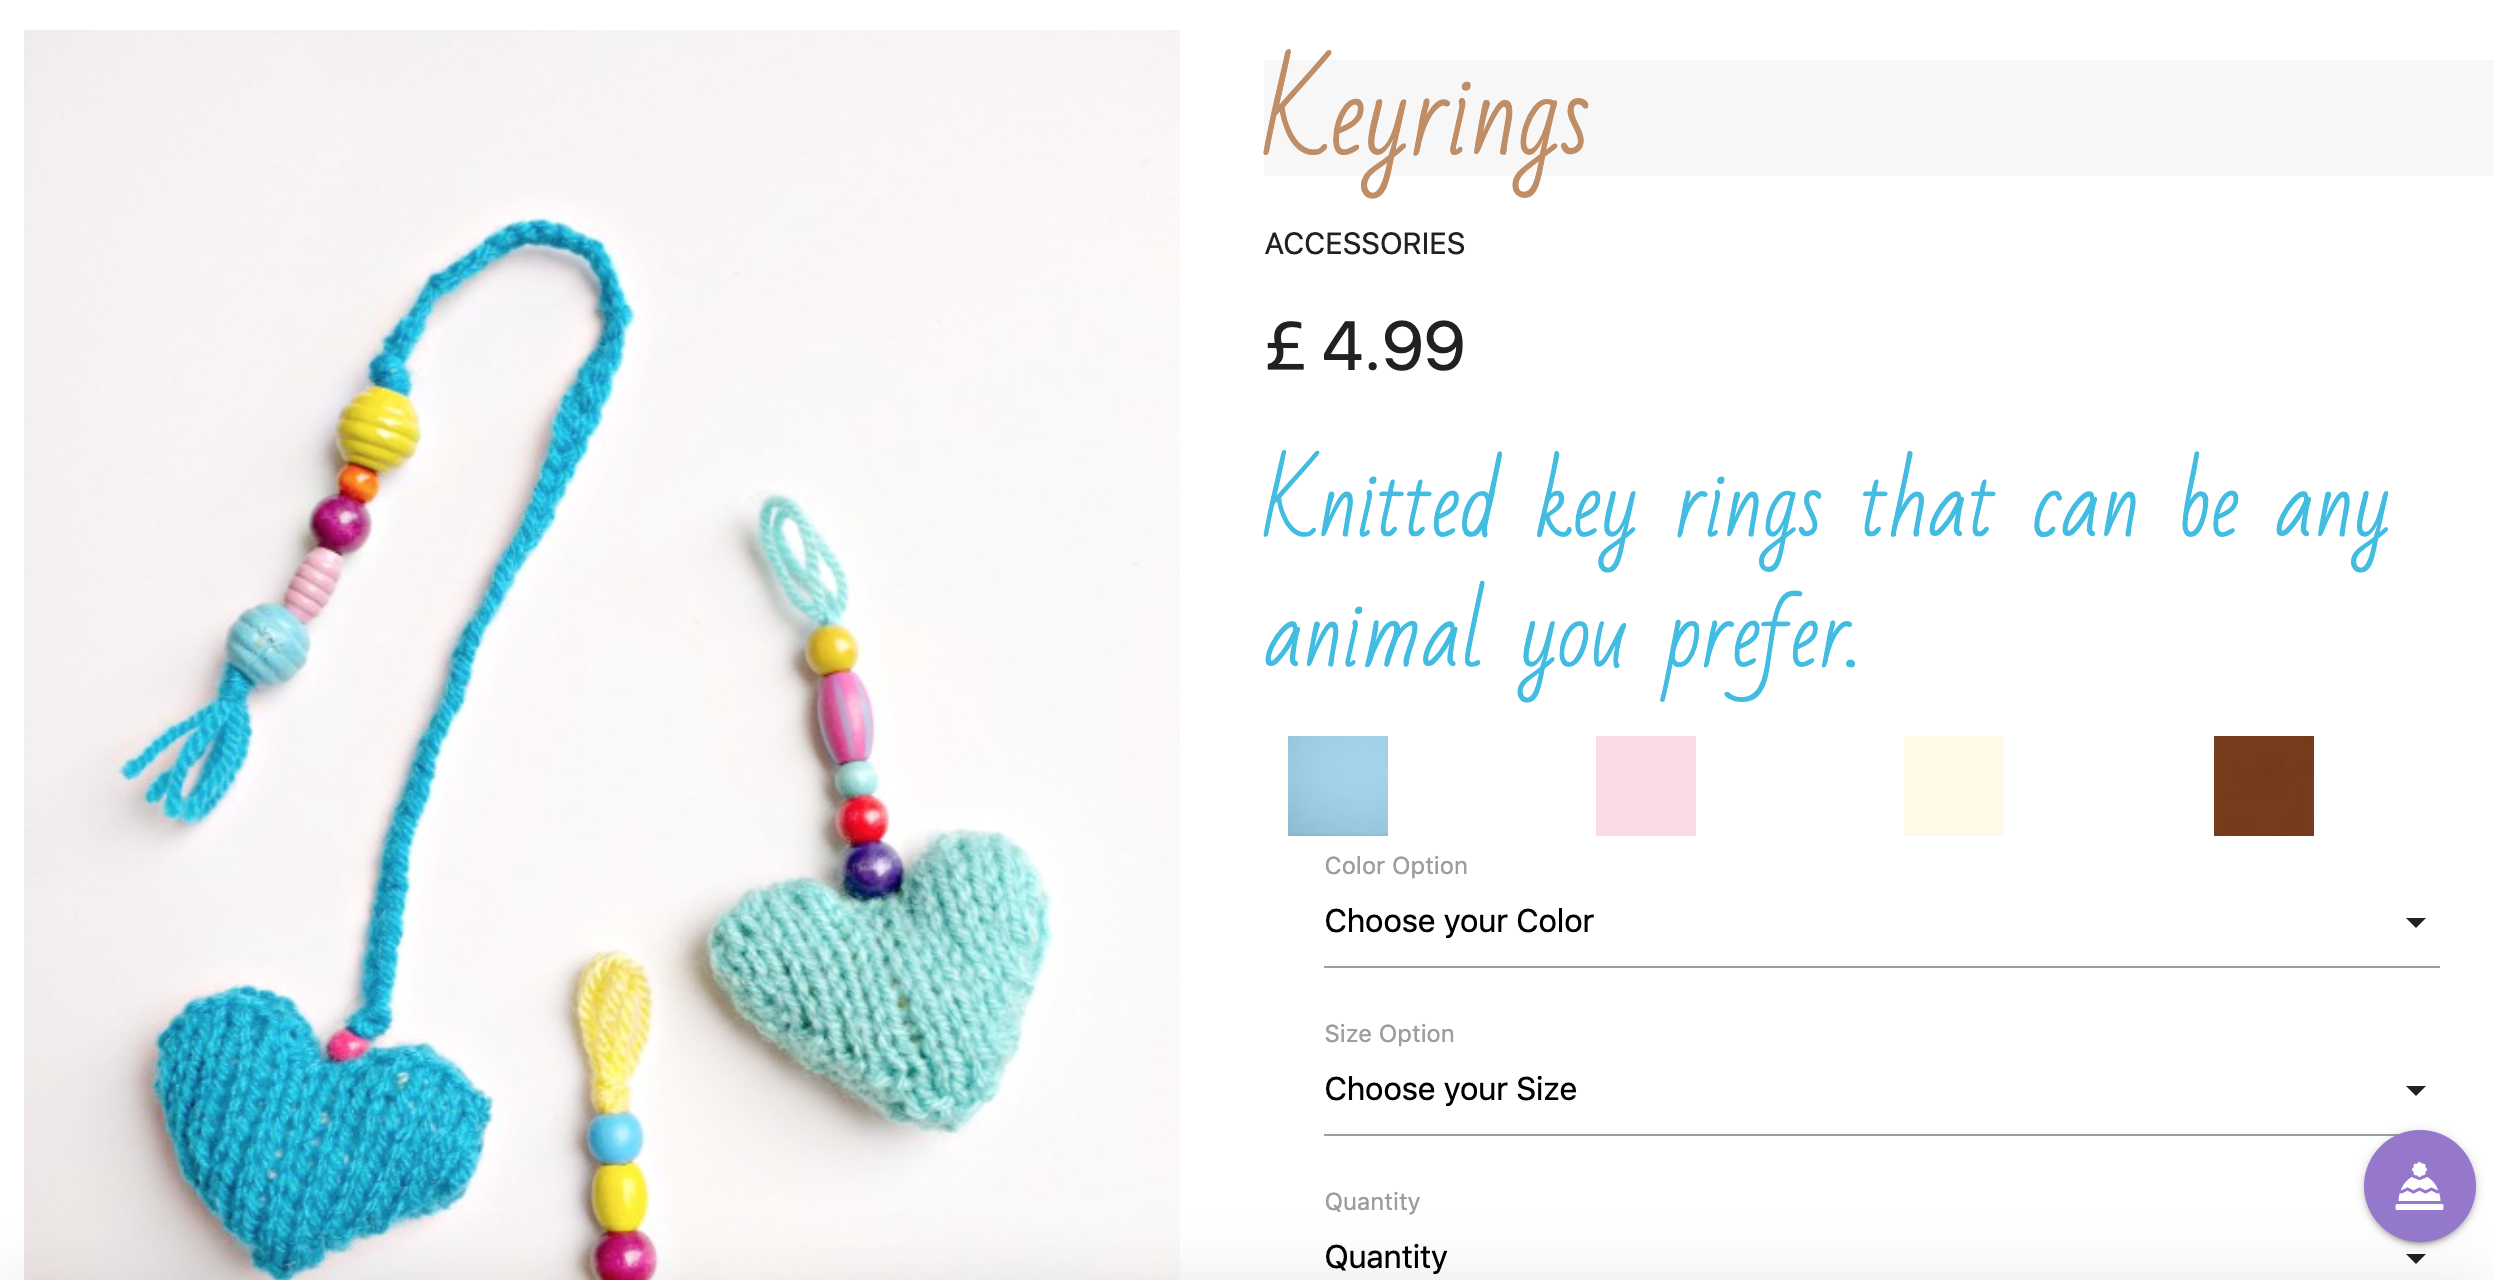 Keyrings
ACCESSORIES
£ 4.99
Knitted key rings that can be any
animal you prefer.
Color Option
Choose your Color
Size Option
Choose your Size
Quantity
Quantity